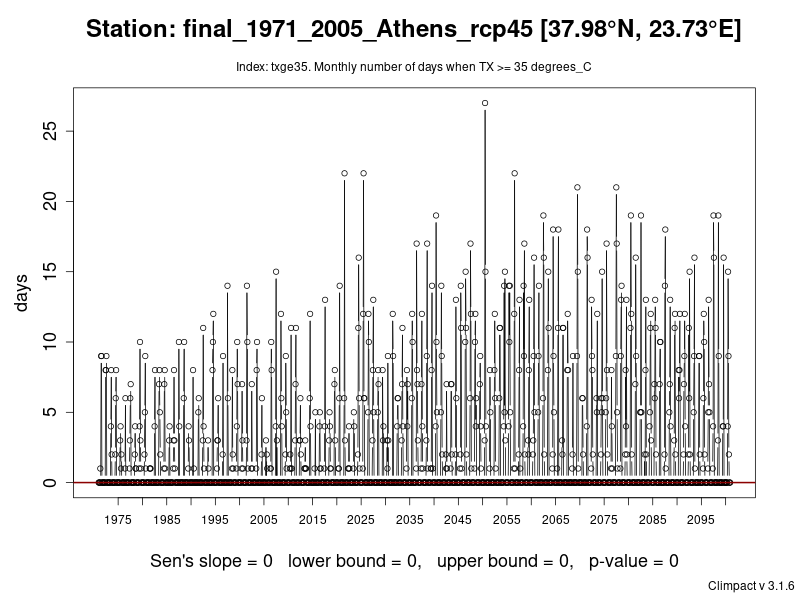 Station: final_1971_2005_Athens_rcp45 [37.98°N, 23.73°E]
Index: txge35. Monthly number of days when TX >= 35 degrees_C
days
25
20
15
10
5
0
1975 1985 1995 2005 2015 2025 2035 2045 2055 2065 2075 2085 2095
Sen's slope = 0 lower bound = 0, upper bound = 0, p-value = 0
Climpact v 3.1.6